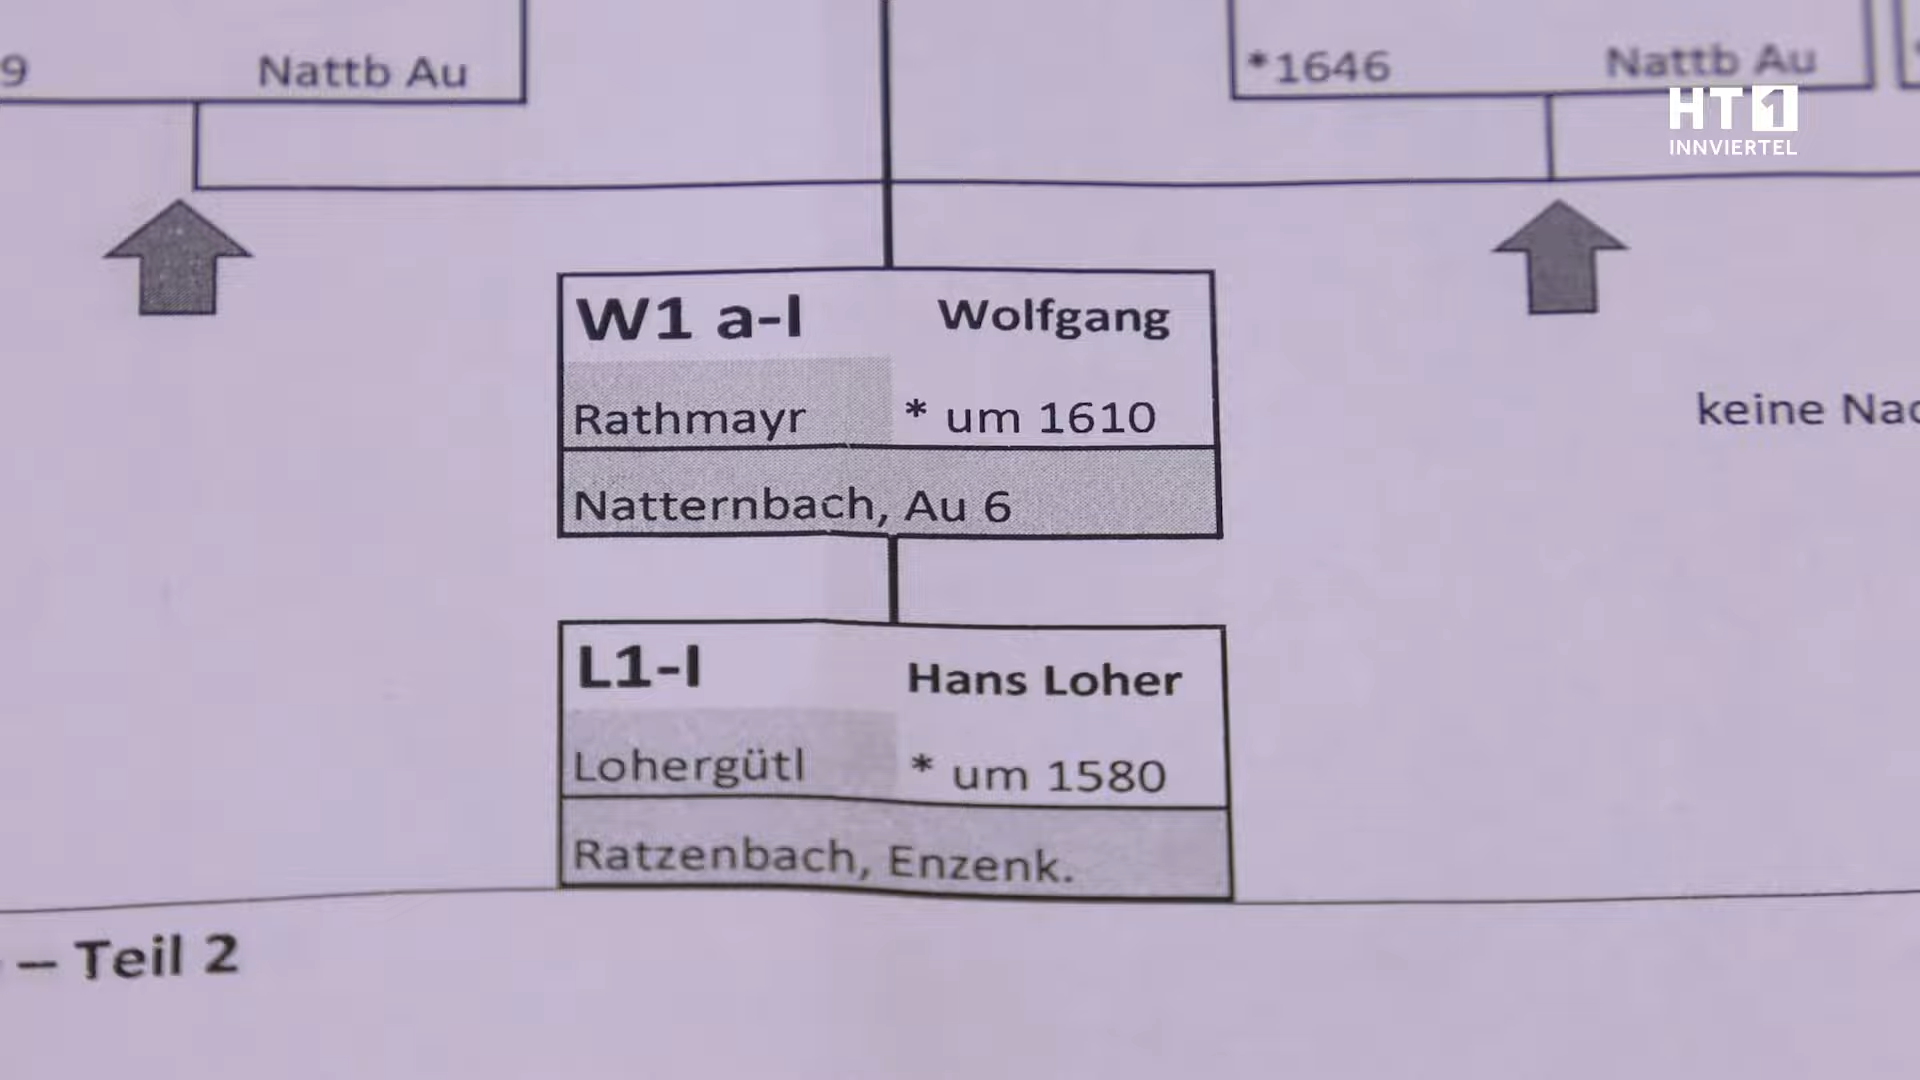 9 Nattb Au
*1646 Nattb Au
HT1
INNVIERTEL
W1 a-I Wolfgang
Rathmayr * um 1610
Natternbach, Au 6
keine Nac
L1-I Hans Loher
Lohergütl * um 1580
Ratzenbach, Enzenk.
– Teil 2